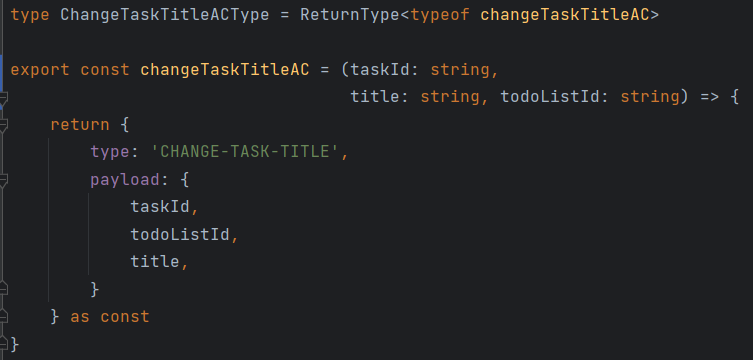 type ChangeTaskTitleACType = ReturnType<typeof changeTaskTitleAC>
export const changeTaskTitleAC = (taskId: string,
title: string, todoListId: string) => {
return {
type: 'CHANGE-TASK-TITLE',
payload: {
taskId,
todoListId,
title,
}
} as const
}